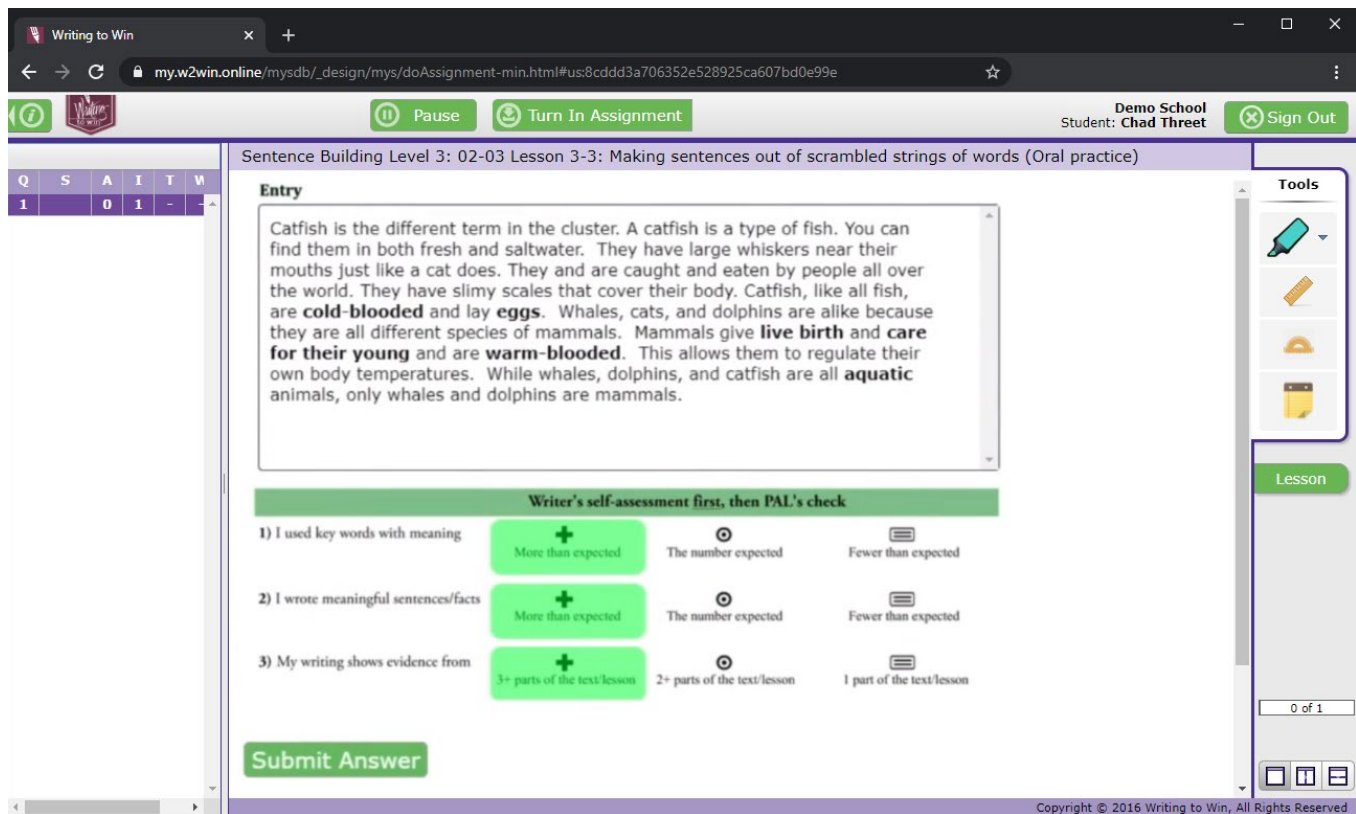 Writing to Win
my.w2win.online/mysdb/_design/mys/doAssignment-min.html#us:8cddd3a706352e528925ca607bd0e99e
Writing to win
Pause
Turn In Assignment
Demo School
Student: Chad Threet
Sign Out
Sentence Building Level 3: 02-03 Lesson 3-3: Making sentences out of scrambled strings of words (Oral practice)
Q S A I T W
1 0 1 - -
Entry
Catfish is the different term in the cluster. A catfish is a type of fish. You can
find them in both fresh and saltwater. They have large whiskers near their
mouths just like a cat does. They and are caught and eaten by people all over
the world. They have slimy scales that cover their body. Catfish, like all fish,
are cold-blooded and lay eggs. Whales, cats, and dolphins are alike because
they are all different species of mammals. Mammals give live birth and care
for their young and are warm-blooded. This allows them to regulate their
own body temperatures. While whales, dolphins, and catfish are all aquatic
animals, only whales and dolphins are mammals.
Writer's self-assessment first, then PAL's check
1) I used key words with meaning
More than expected
The number expected
Fewer than expected
2) I wrote meaningful sentences/facts
More than expected
The number expected
Fewer than expected
3) My writing shows evidence from
3+ parts of the text/lesson
2+ parts of the text/lesson
1 part of the text/lesson
Submit Answer
Tools
Lesson
0 of 1
Copyright © 2016 Writing to Win, All Rights Reserved